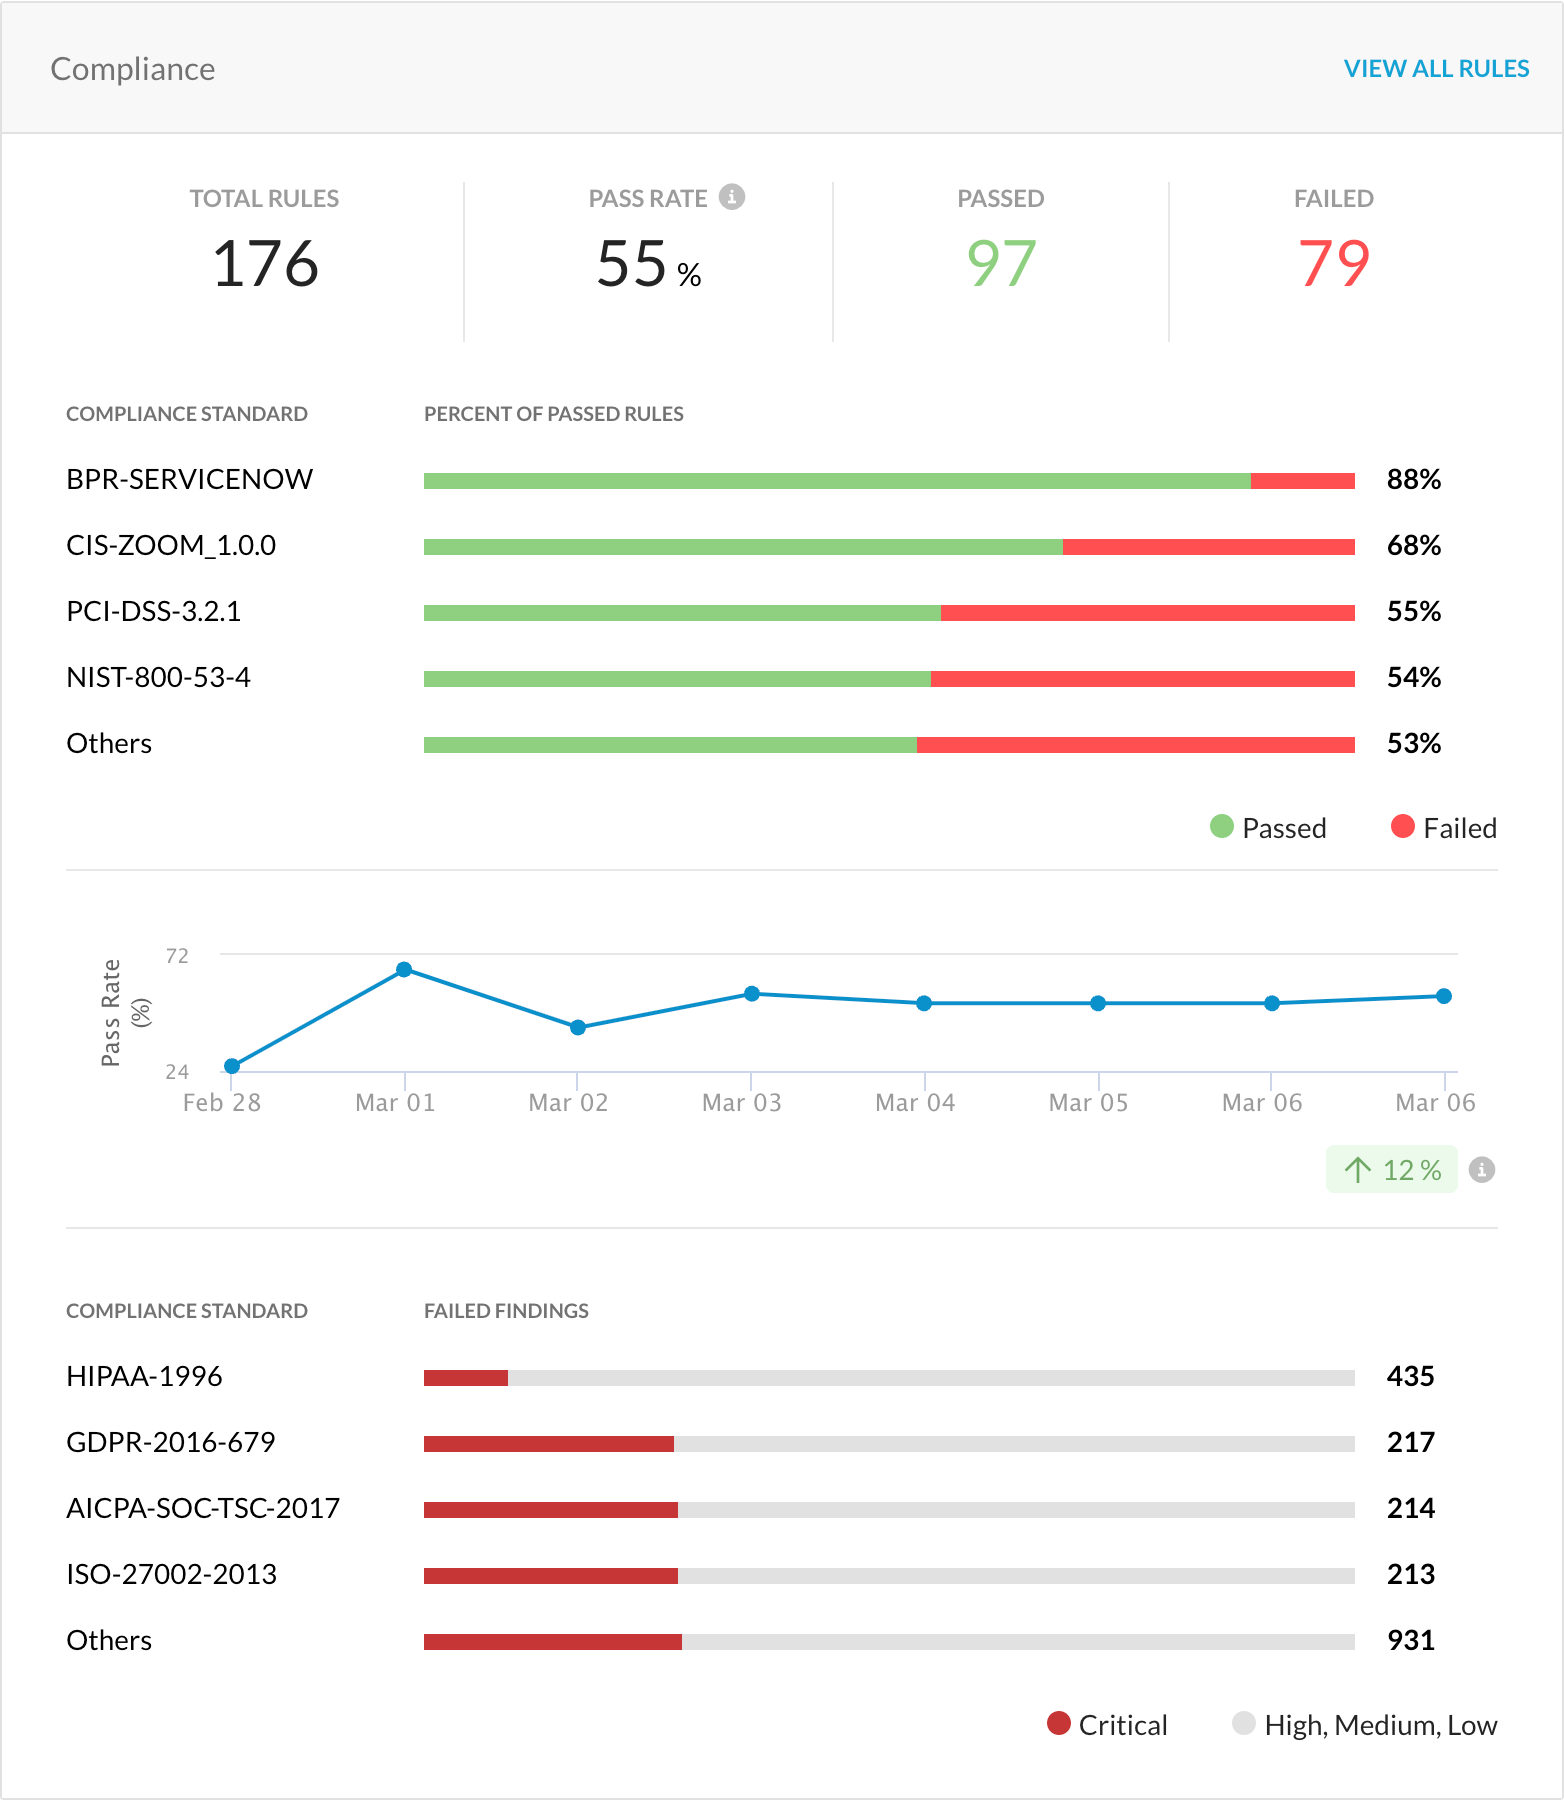 Compliance
VIEW ALL RULES
TOTAL RULES
176
PASS RATE
55 %
PASSED
97
FAILED
79
COMPLIANCE STANDARD PERCENT OF PASSED RULES
BPR-SERVICENOW 88%
CIS-ZOOM_1.0.0 68%
PCI-DSS-3.2.1 55%
NIST-800-53-4 54%
Others 53%
Passed Failed
Pass Rate
(%)
72
24
Feb 28 Mar 01 Mar 02 Mar 03 Mar 04 Mar 05 Mar 06 Mar 06
↑ 12 %
COMPLIANCE STANDARD FAILED FINDINGS
HIPAA-1996 435
GDPR-2016-679 217
AICPA-SOC-TSC-2017 214
ISO-27002-2013 213
Others 931
Critical High, Medium, Low